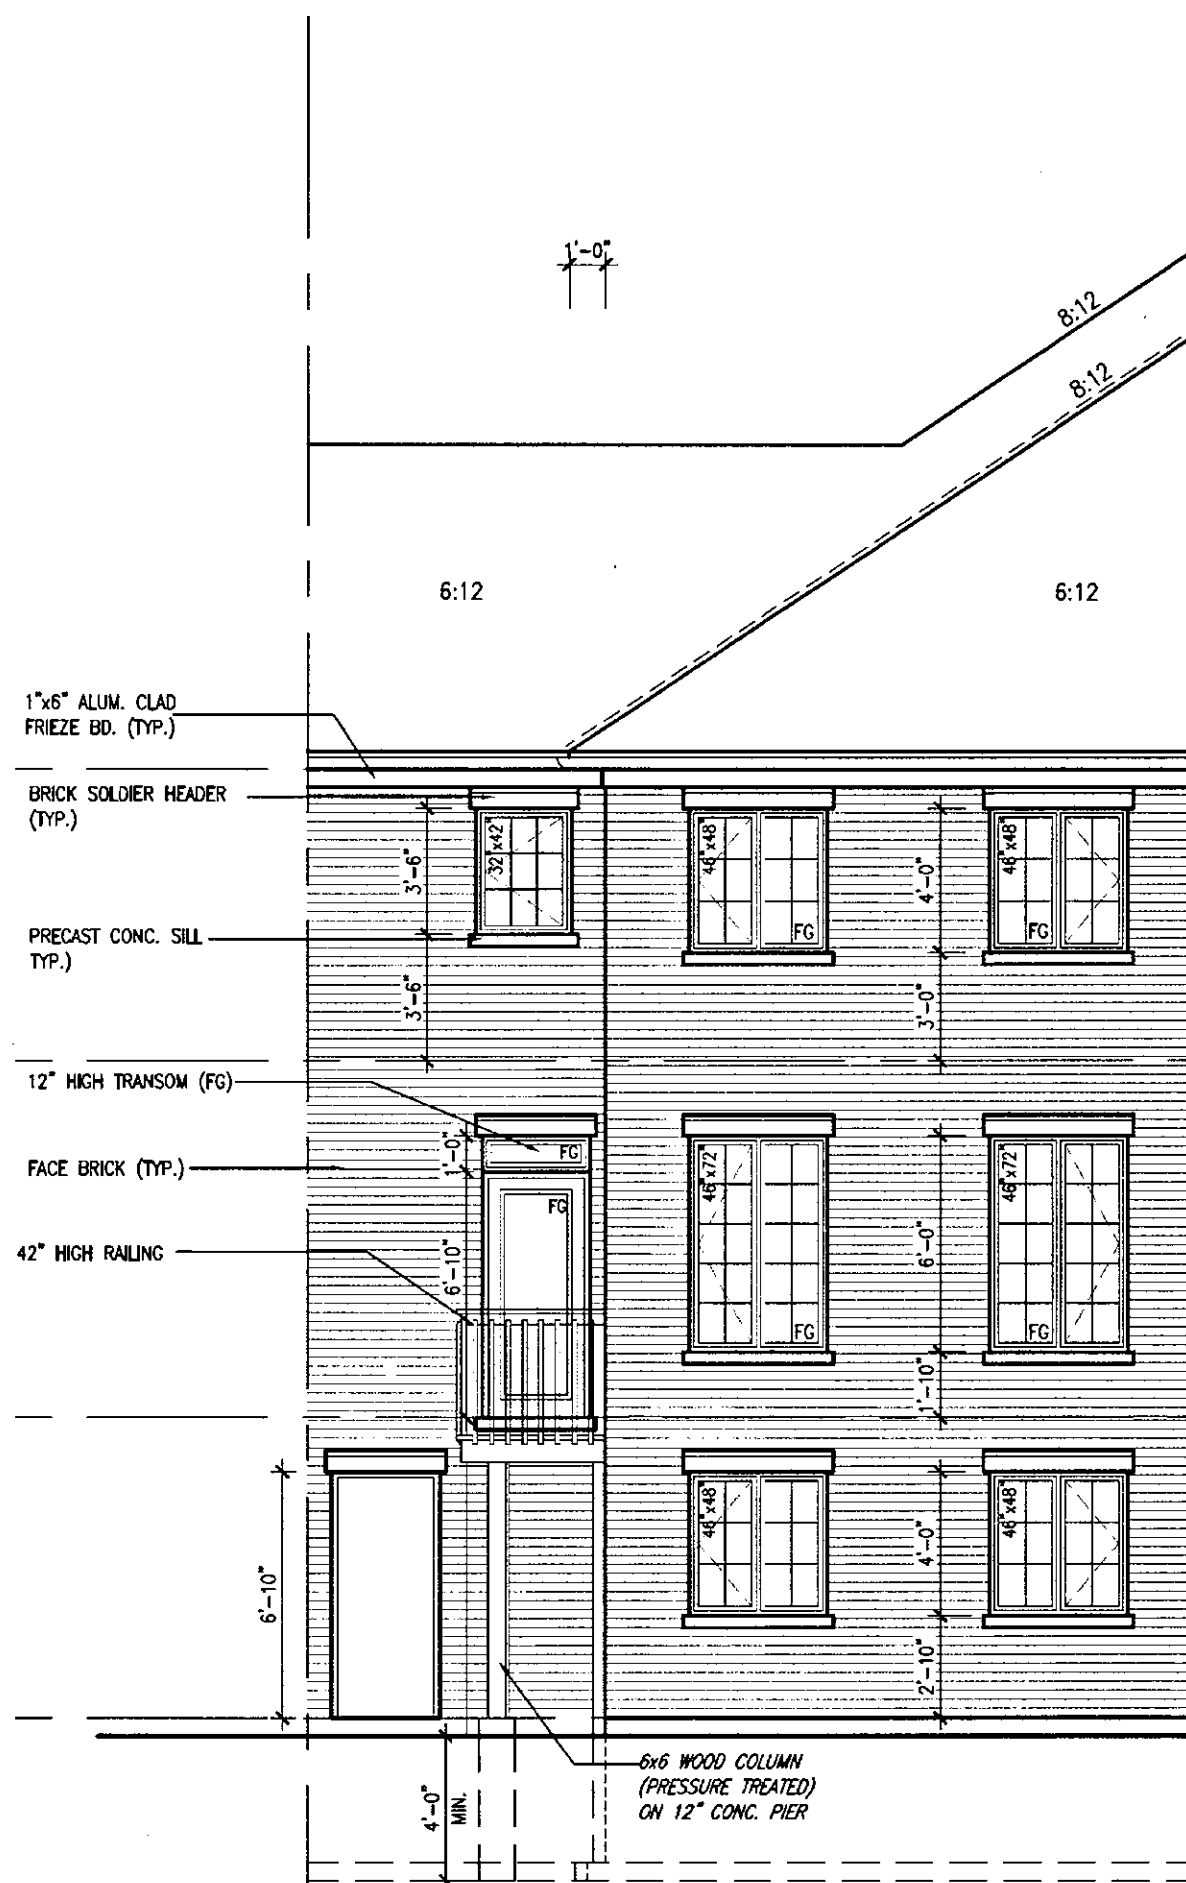 1'-0"
8:12
8:12
6:12
6:12
1"x6" ALUM. CLAD
FRIEZE BD. (TYP.)
BRICK SOLDIER HEADER
(TYP.)
32"x42"
46"x48"
46"x48"
3'-6"
4'-0"
FG
FG
PRECAST CONC. SILL
TYP.)
3'-6"
3'-0"
12" HIGH TRANSOM (FG)
1'-0"
FG
FACE BRICK (TYP.)
46"x72"
46"x72"
FG
42" HIGH RAILING
6'-10"
6'-0"
FG
FG
1'-10"
46"x48"
46"x48"
4'-0"
6'-10"
2'-10"
6x6 WOOD COLUMN
(PRESSURE TREATED)
ON 12" CONC. PIER
4'-0"
MIN.